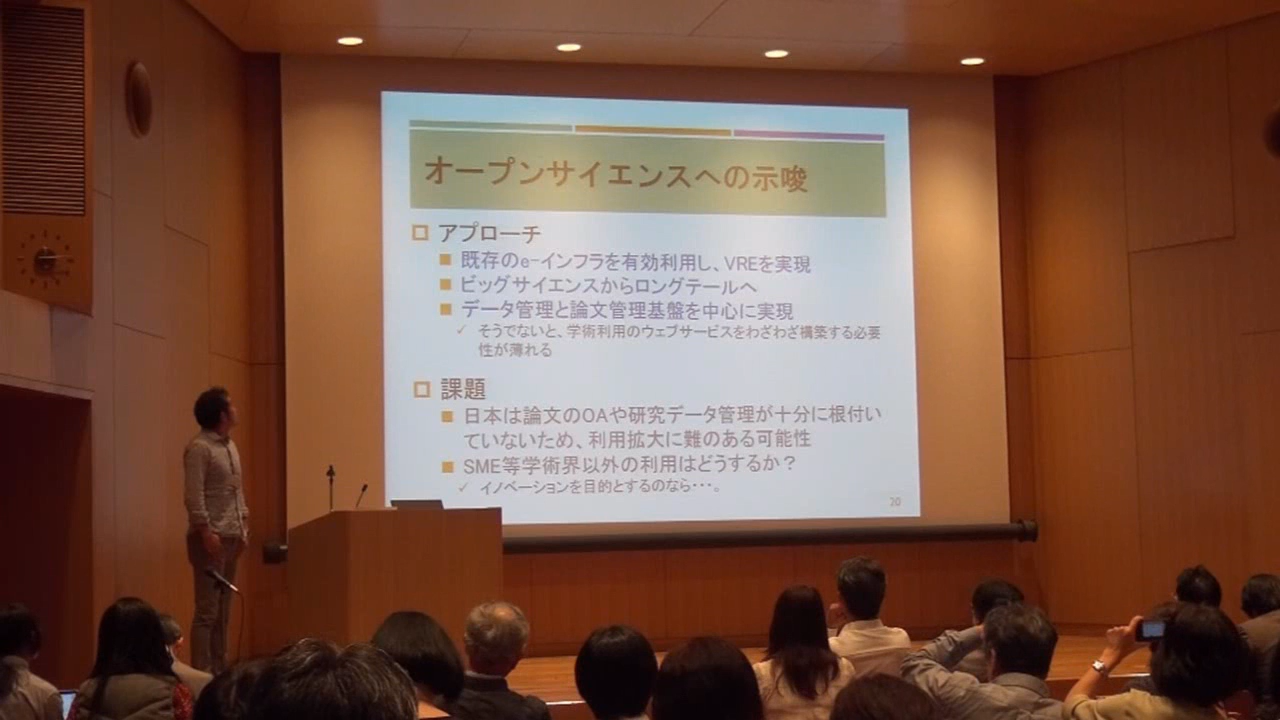 オープンサイエンスへの示唆
アプローチ
既存のe-インフラを有効利用し、VREを実現
ビッグサイエンスからロングテールへ
データ管理と論文管理基盤を中心に実現
そうでないと、学術利用のウェブサービスをわざわざ構築する必要
性が薄れる
課題
日本は論文のOAや研究データ管理が十分に根付い
ていないため、利用拡大に難のある可能性
SME等学術界以外の利用はどうするか？
イノベーションを目的とするのなら・・・。
20